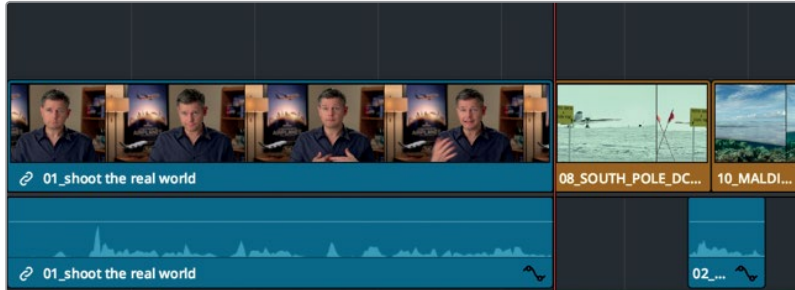 01_shoot the real world
08_SOUTH_POLE_DC...
10_MALDI...
01_shoot the real world
02_...